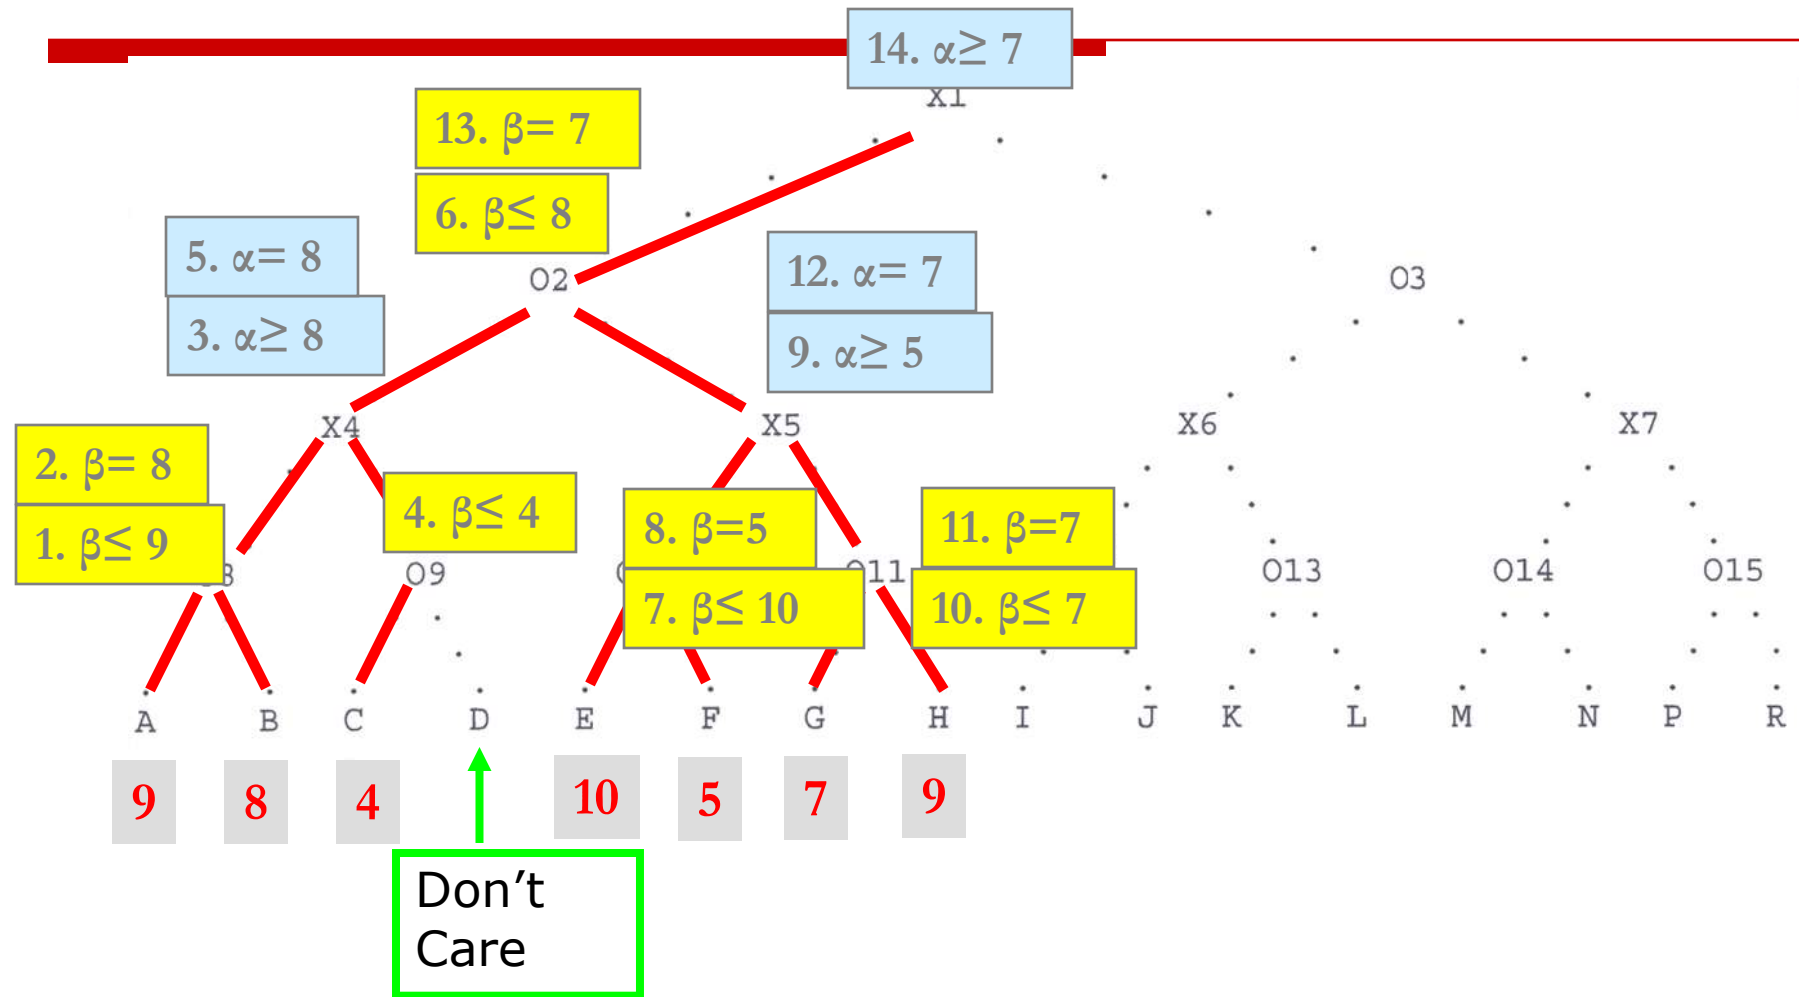 14. α≥ 7
X1
13. β= 7
6. β≤ 8
5. α= 8
3. α≥ 8
12. α= 7
9. α≥ 5
O2
O3
X4
X5
X6
X7
2. β= 8
1. β≤ 9
4. β≤ 4
8. β=5
7. β≤ 10
11. β=7
10. β≤ 7
O9
O11
O13
O14
O15
A B C D E F G H I J K L M N P R
9 8 4 10 5 7 9
Don’t
Care